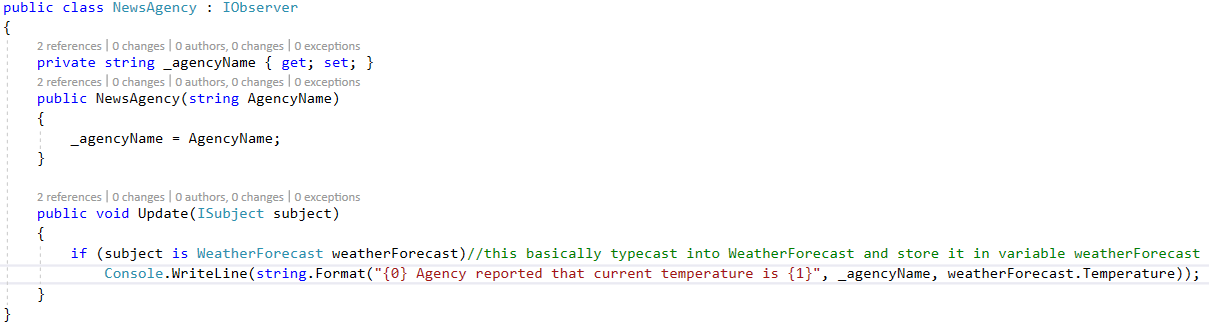 public class NewsAgency : IObserver
{
2 references | 0 changes | 0 authors, 0 changes | 0 exceptions
private string _agencyName { get; set; }
2 references | 0 changes | 0 authors, 0 changes | 0 exceptions
public NewsAgency(string AgencyName)
{
_agencyName = AgencyName;
}
2 references | 0 changes | 0 authors, 0 changes | 0 exceptions
public void Update(ISubject subject)
{
if (subject is WeatherForecast weatherForecast)//this basically typecast into WeatherForecast and store it in variable weatherForecast
Console.WriteLine(string.Format("{0} Agency reported that current temperature is {1}", _agencyName, weatherForecast.Temperature));
}
}